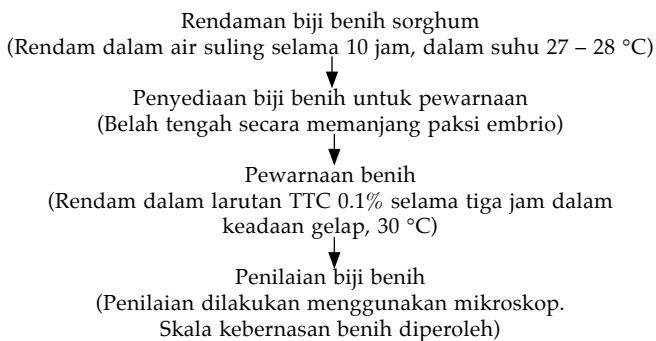 Rendaman biji benih sorghum
(Rendam dalam air suling selama 10 jam, dalam suhu 27 – 28 °C)
Penyediaan biji benih untuk pewarnaan
(Belah tengah secara memanjang paksi embrio)
Pewarnaan benih
(Rendam dalam larutan TTC 0.1% selama tiga jam dalam
keadaan gelap, 30 °C)
Penilaian biji benih
(Penilaian dilakukan menggunakan mikroskop.
Skala kebernasan benih diperoleh)